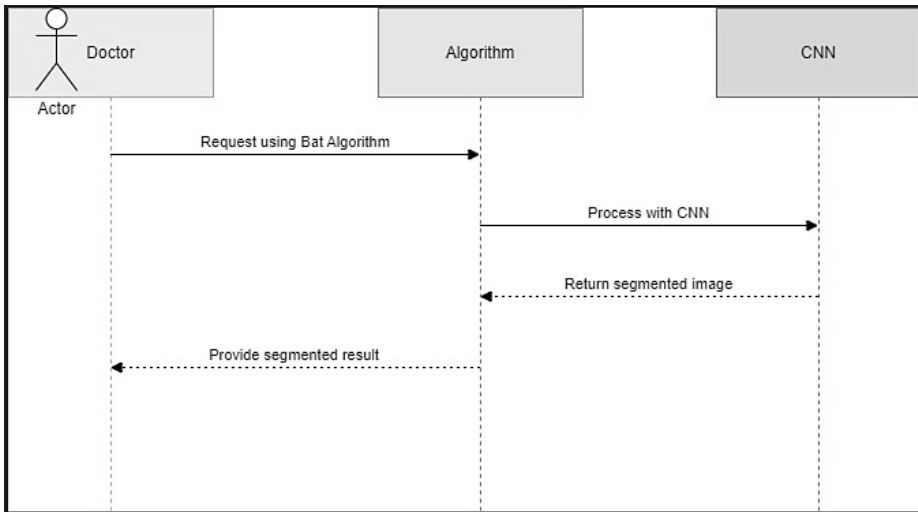 Doctor
Algorithm
CNN
Actor
Request using Bat Algorithm
Process with CNN
Return segmented image
Provide segmented result